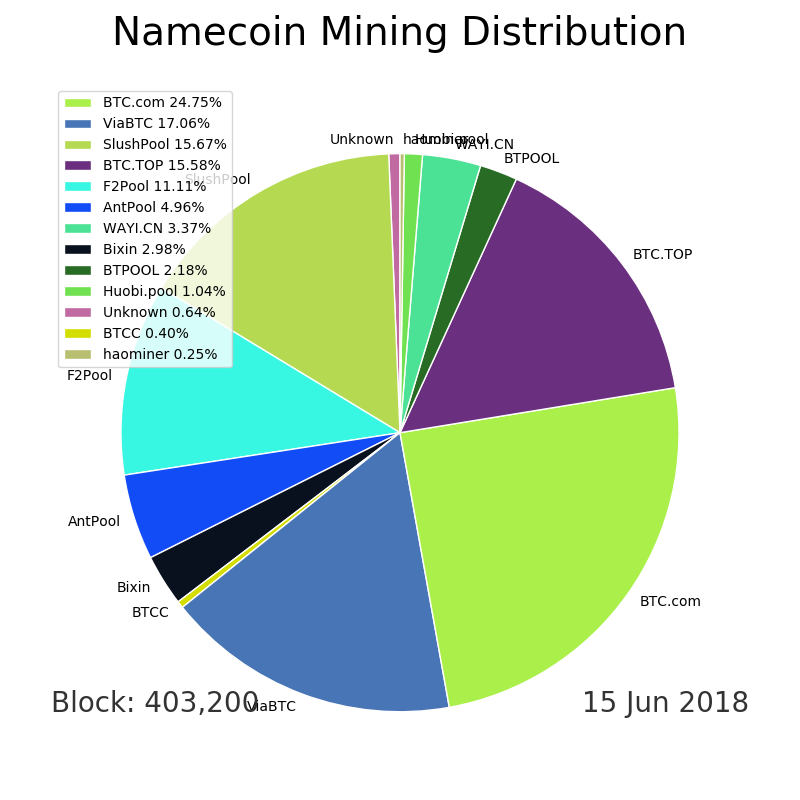 Namecoin Mining Distribution
BTC.com 24.75%
ViaBTC 17.06%
SlushPool 15.67%
BTC.TOP 15.58%
F2Pool 11.11%
AntPool 4.96%
WAYI.CN 3.37%
Bixin 2.98%
BTPOOL 2.18%
Huobi.pool 1.04%
Unknown 0.64%
BTCC 0.40%
haominer 0.25%
Unknown
haominer
Huobi.pool
WAYI.CN
BTPOOL
SlushPool
BTC.TOP
F2Pool
AntPool
Bixin
BTC.com
BTCC
ViaBTC
Block: 403,200
15 Jun 2018